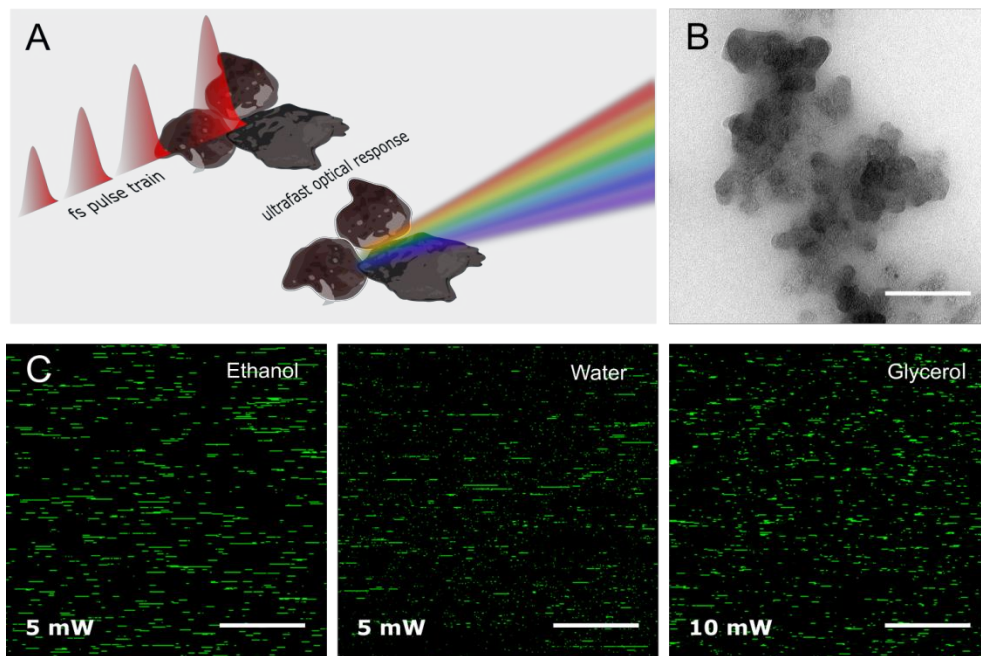 A
fs pulse train
ultrafast optical response
B
C
Ethanol
5 mW
Water
5 mW
Glycerol
10 mW